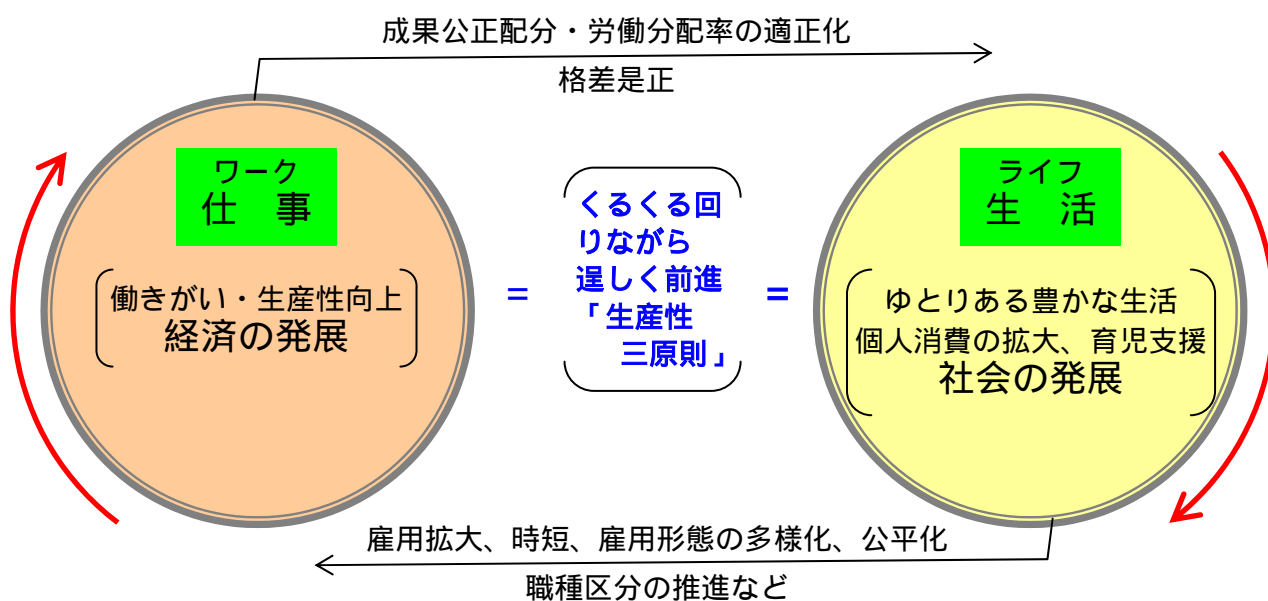 成果公正配分・労働分配率の適正化
格差是正
ワーク
仕　事
働きがい・生産性向上
経済の発展
=
くるくる回
りながら
逞しく前進
「生産性
三原則」
=
ライフ
生　活
ゆとりある豊かな生活
個人消費の拡大、育児支援
社会の発展
雇用拡大、時短、雇用形態の多様化、公平化
職種区分の推進など